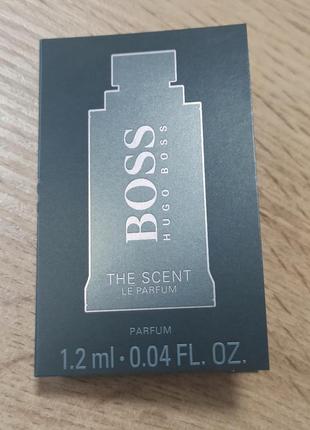 BOSS
HUGO BOSS
THE SCENT
LE PARFUM
PARFUM
1.2 ml · 0.04 FL. OZ.